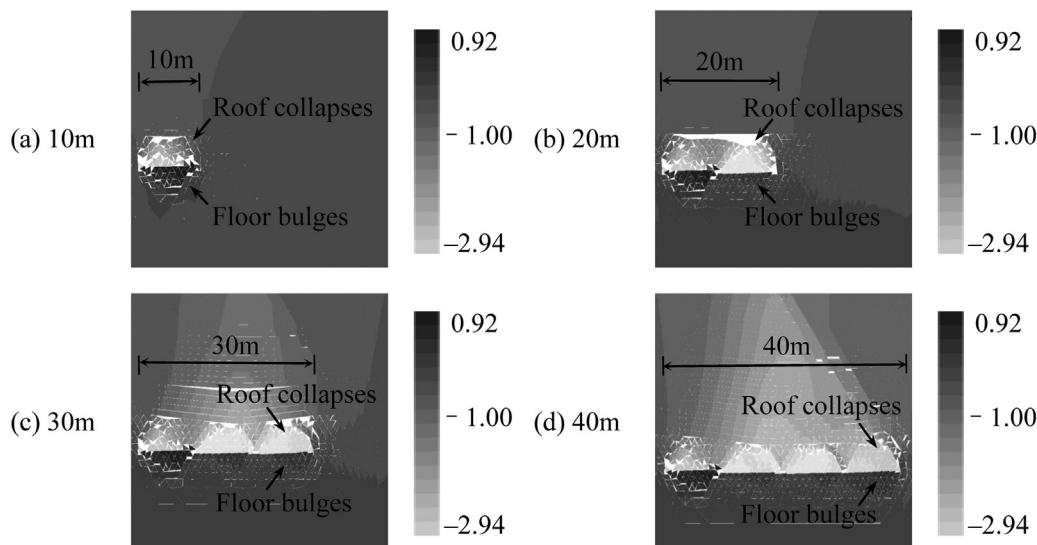 (a) 10m
10m
Roof collapses
Floor bulges
0.92
- 1.00
-2.94
(b) 20m
20m
Roof collapses
Floor bulges
0.92
- 1.00
-2.94
(c) 30m
30m
Roof collapses
Floor bulges
0.92
- 1.00
-2.94
(d) 40m
40m
Roof collapses
Floor bulges
0.92
- 1.00
-2.94